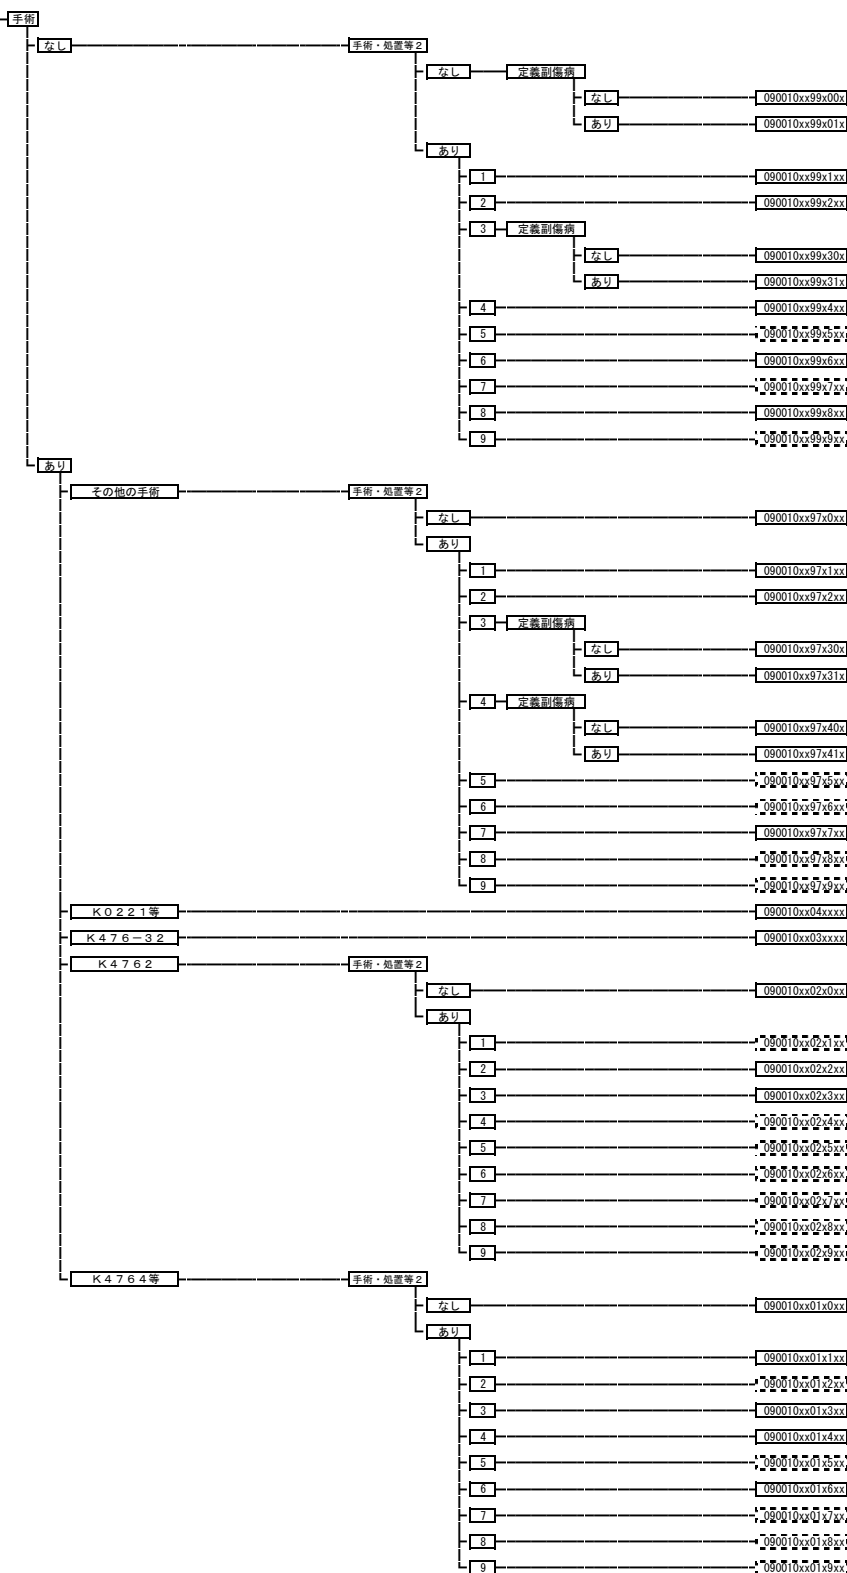 手術
なし 手術・処置等2
なし 定義副傷病
なし 090010xx99x00x
あり 090010xx99x01x
あり
1 090010xx99x1xx
2 090010xx99x2xx
3 定義副傷病
なし 090010xx99x30x
あり 090010xx99x31x
4 090010xx99x4xx
5 090010xx99x5xx
6 090010xx99x6xx
7 090010xx99x7xx
8 090010xx99x8xx
9 090010xx99x9xx
あり
その他の手術 手術・処置等2
なし 090010xx97x0xx
あり
1 090010xx97x1xx
2 090010xx97x2xx
3 定義副傷病
なし 090010xx97x30x
あり 090010xx97x31x
4 定義副傷病
なし 090010xx97x40x
あり 090010xx97x41x
5 090010xx97x5xx
6 090010xx97x6xx
7 090010xx97x7xx
8 090010xx97x8xx
9 090010xx97x9xx
K0221等 090010xx04xxxx
K476-32 090010xx03xxxx
K4762 手術・処置等2
なし 090010xx02x0xx
あり
1 090010xx02x1xx
2 090010xx02x2xx
3 090010xx02x3xx
4 090010xx02x4xx
5 090010xx02x5xx
6 090010xx02x6xx
7 090010xx02x7xx
8 090010xx02x8xx
9 090010xx02x9xx
K4764等 手術・処置等2
なし 090010xx01x0xx
あり
1 090010xx01x1xx
2 090010xx01x2xx
3 090010xx01x3xx
4 090010xx01x4xx
5 090010xx01x5xx
6 090010xx01x6xx
7 090010xx01x7xx
8 090010xx01x8xx
9 090010xx01x9xx